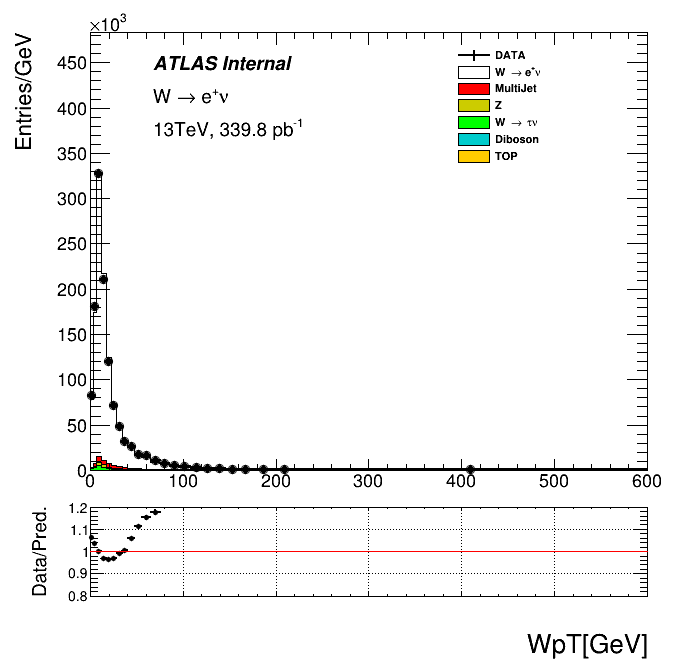 ×10³
Entries/GeV
450
400
350
300
250
200
150
100
50
0
ATLAS Internal
W → e⁺ν
13TeV, 339.8 pb⁻¹
DATA
W → e⁺ν
MultiJet
Z
W → τν
Diboson
TOP
0 100 200 300 400 500 600
Data/Pred.
1.2
1.1
1
0.9
0.8
WpT[GeV]